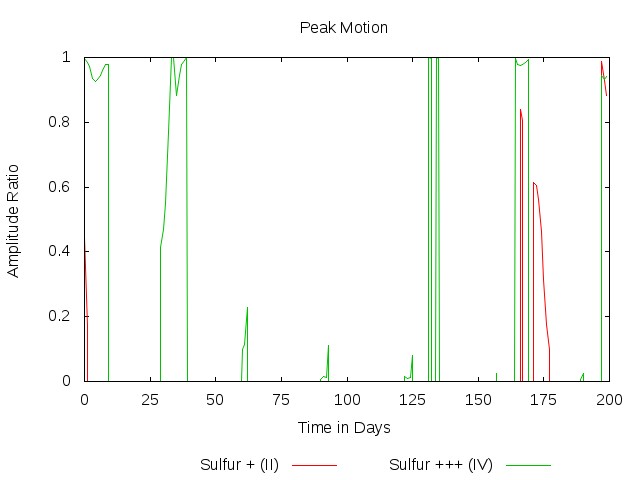 Peak Motion
Amplitude Ratio
1
0.8
0.6
0.4
0.2
0
0 25 50 75 100 125 150 175 200
Time in Days
Sulfur + (II) Sulfur +++ (IV)